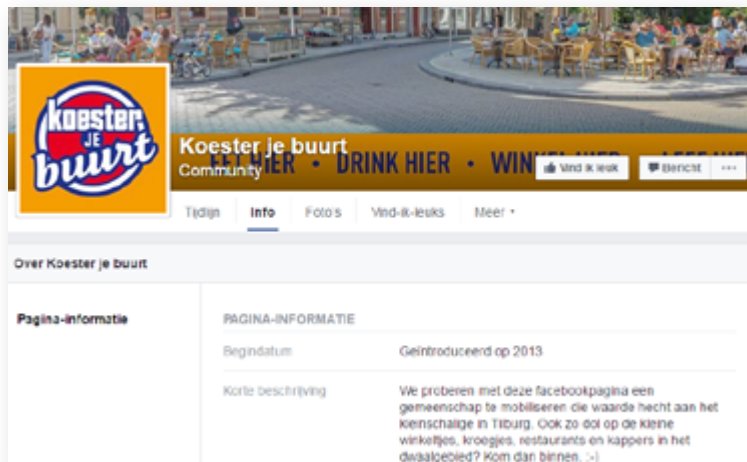 koester
JE
buurt
Koester je buurt
Community
EET HIER • DRINK HIER • WIN
Vind ik leuk
Bericht
...
Tijdlijn
Info
Foto's
Vind-ik-leuks
Meer
Over Koester je buurt
Pagina-informatie
PAGINA-INFORMATIE
Begindatum
Geïntroduceerd op 2013
Korte beschrijving
We proberen met deze facebookpagina een
gemeenschap te mobiliseren die waarde hecht aan het
kleinschalige in Tilburg. Ook zo dol op de kleine
winkeltjes, kroegjes, restaurants en kappers in het
dwaalgebied? Kom dan binnen. :-)